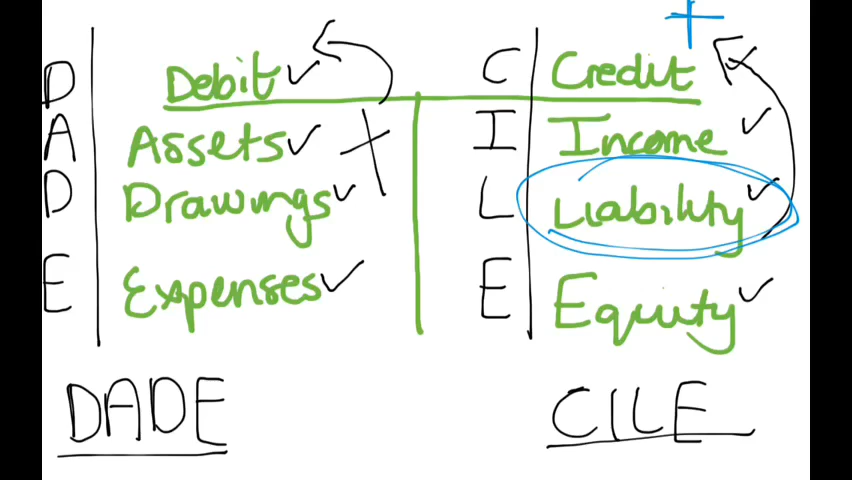 D Debit C Credit
A Assets I Income
D Drawings L Liability
E Expenses E Equity
DADE CILE